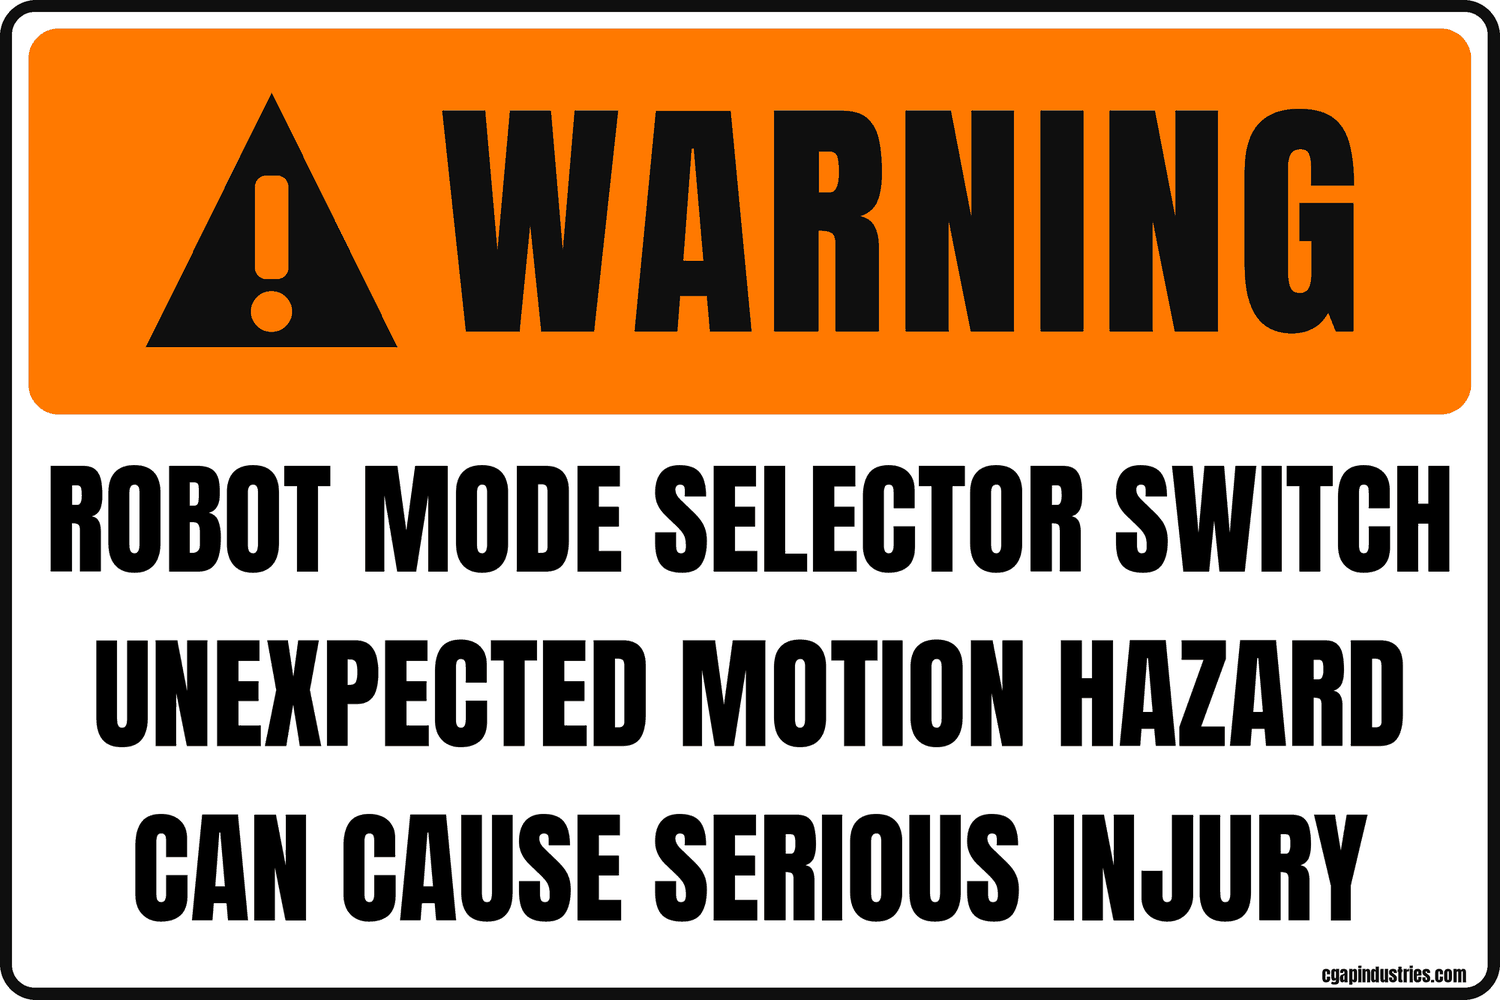 WARNING
ROBOT MODE SELECTOR SWITCH
UNEXPECTED MOTION HAZARD
CAN CAUSE SERIOUS INJURY
cgapindustries.com